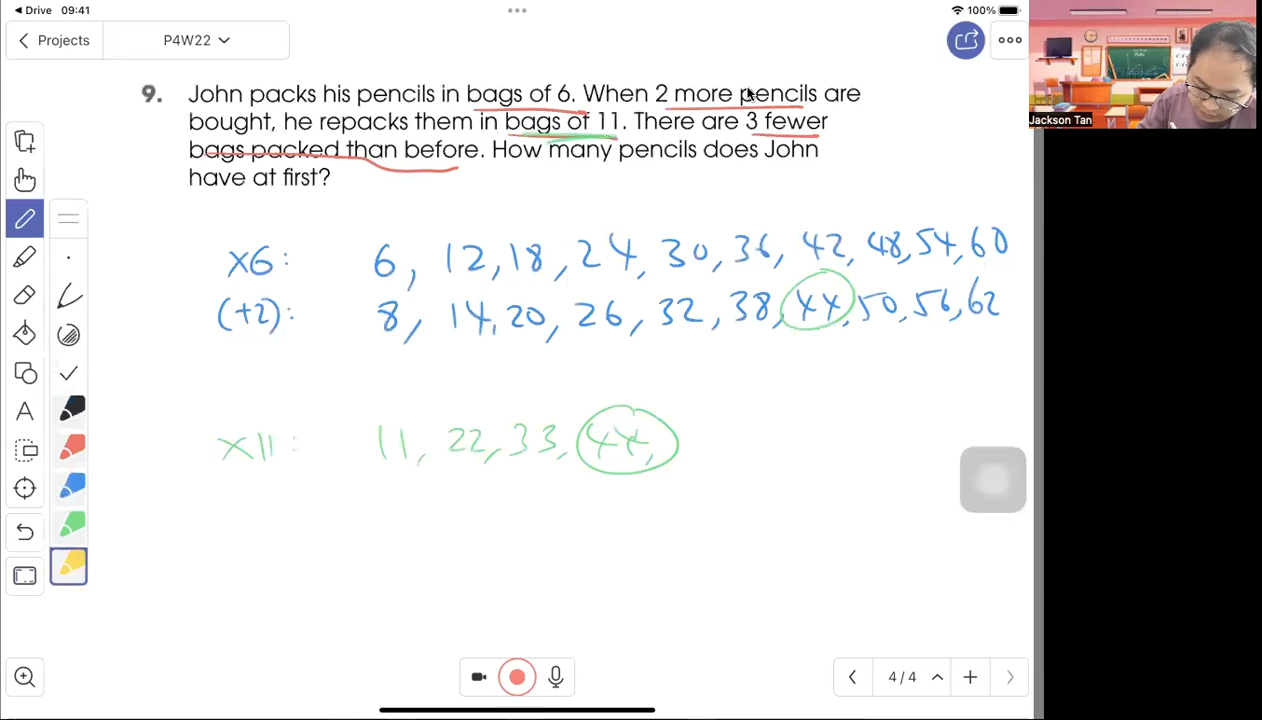 Drive 09:41
100%
Projects
P4W22
Jackson Tan
9. John packs his pencils in bags of 6. When 2 more pencils are
bought, he repacks them in bags of 11. There are 3 fewer
bags packed than before. How many pencils does John
have at first?
x6: 6, 12, 18, 24, 30, 36, 42, 48, 54, 60
(+2): 8, 14, 20, 26, 32, 38, 44, 50, 56, 62
x11: 11, 22, 33, 44,
A
4 / 4